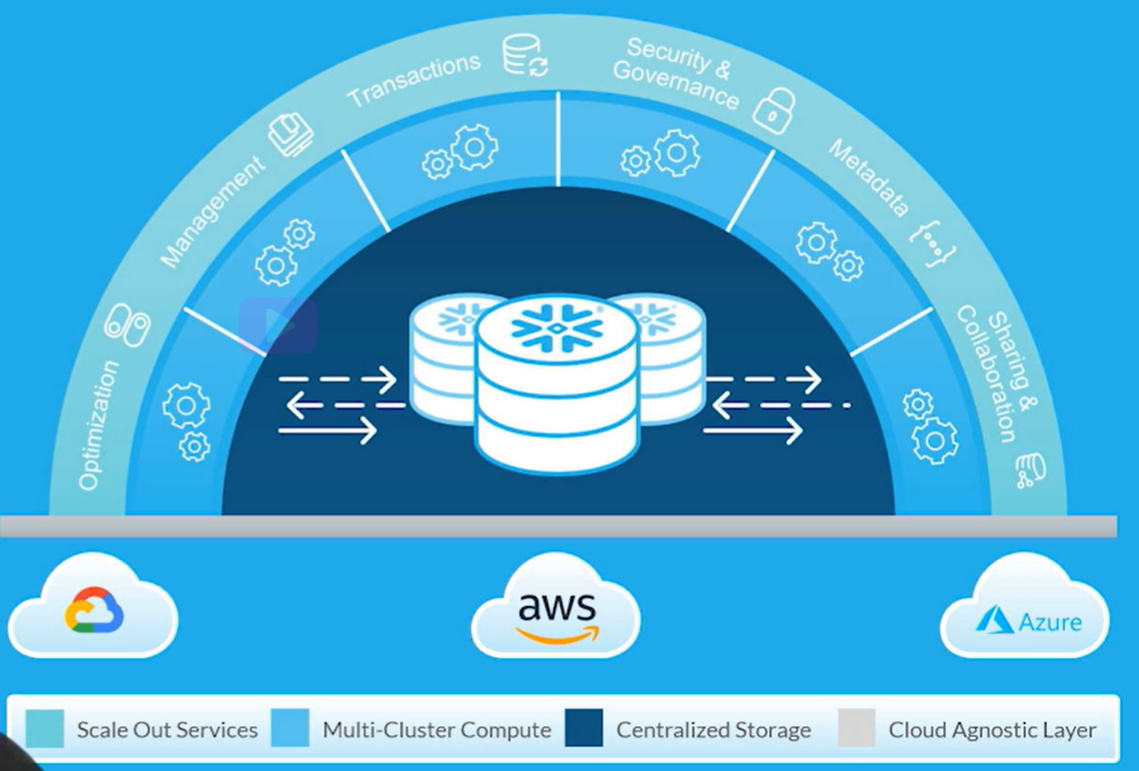 Optimization
Management
Transactions
Security &
Governance
Metadata
Sharing &
Collaboration
aws
Azure
Scale Out Services
Multi-Cluster Compute
Centralized Storage
Cloud Agnostic Layer